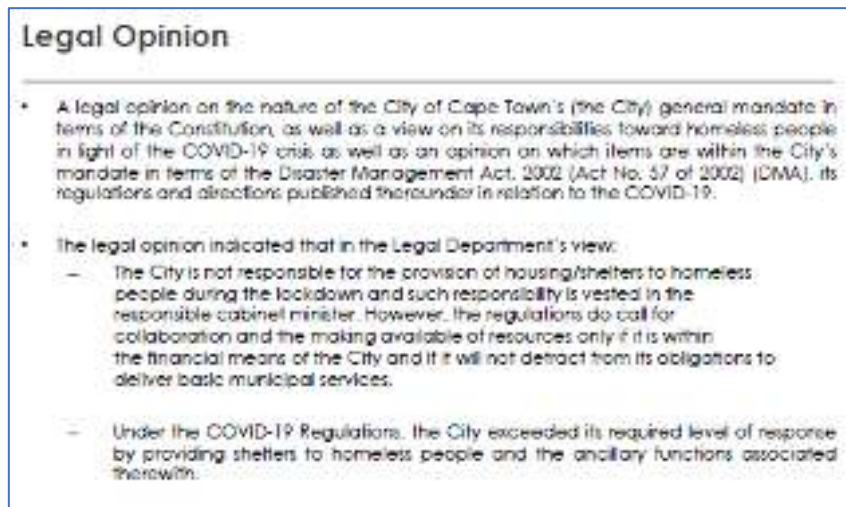 Legal Opinion
• A legal opinion on the nature of the City of Cape Town's (the City) general mandate in
terms of the Constitution, as well as a view on its responsibilities toward homeless people
in light of the COVID-19 crisis as well as an opinion on which items are within the City's
mandate in terms of the Disaster Management Act, 2002 (Act No. 57 of 2002) (DMA), its
regulations and directions published thereunder in relation to the COVID-19.
• The legal opinion indicated that in the Legal Department's view:
– The City is not responsible for the provision of housing/shelters to homeless
people during the lockdown and such responsibility is vested in the
responsible cabinet minister. However, the regulations do call for
collaboration and the making available of resources only if it is within
the financial means of the City and if it will not detract from its obligations to
deliver basic municipal services.
– Under the COVID-19 Regulations, the City exceeded its required level of response
by providing shelters to homeless people and the ancillary functions associated
therewith.